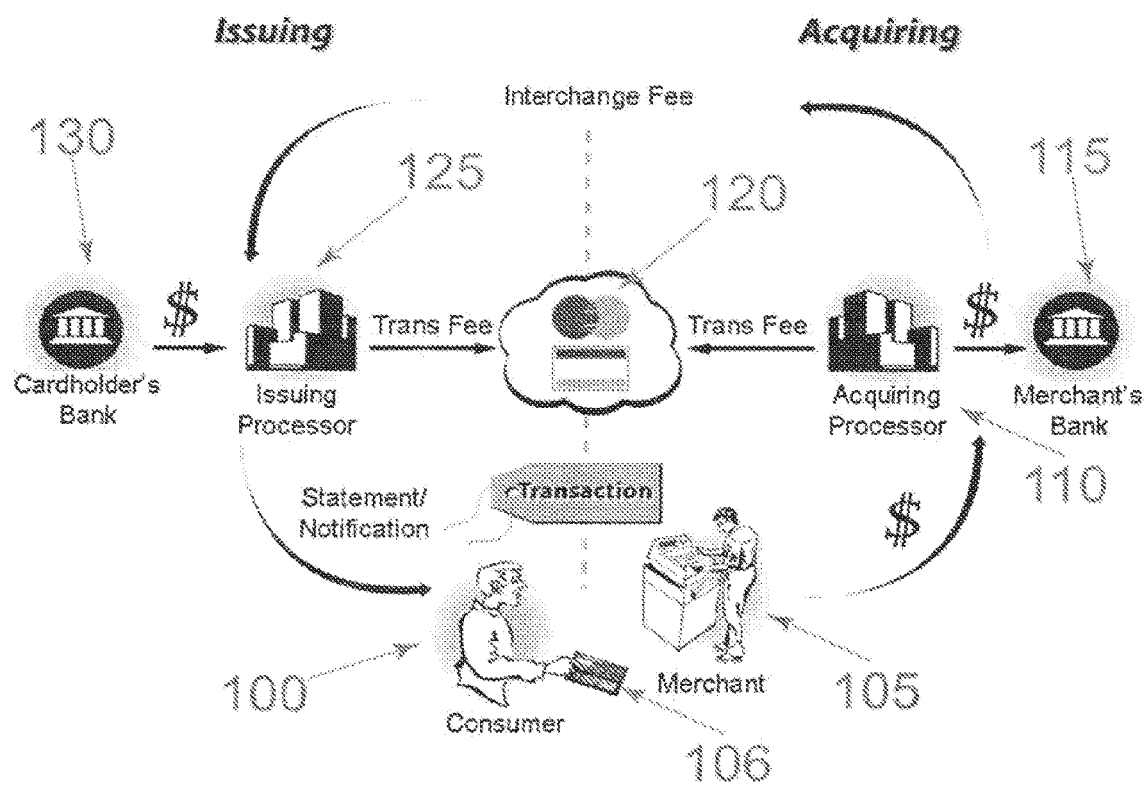 Issuing
Acquiring
Interchange Fee
130
125
120
115
$
Trans Fee
Trans Fee
$
Cardholder's
Bank
Issuing
Processor
Acquiring
Processor
Merchant's
Bank
110
Statement/
Notification
Transaction
$
100
Consumer
Merchant
105
106